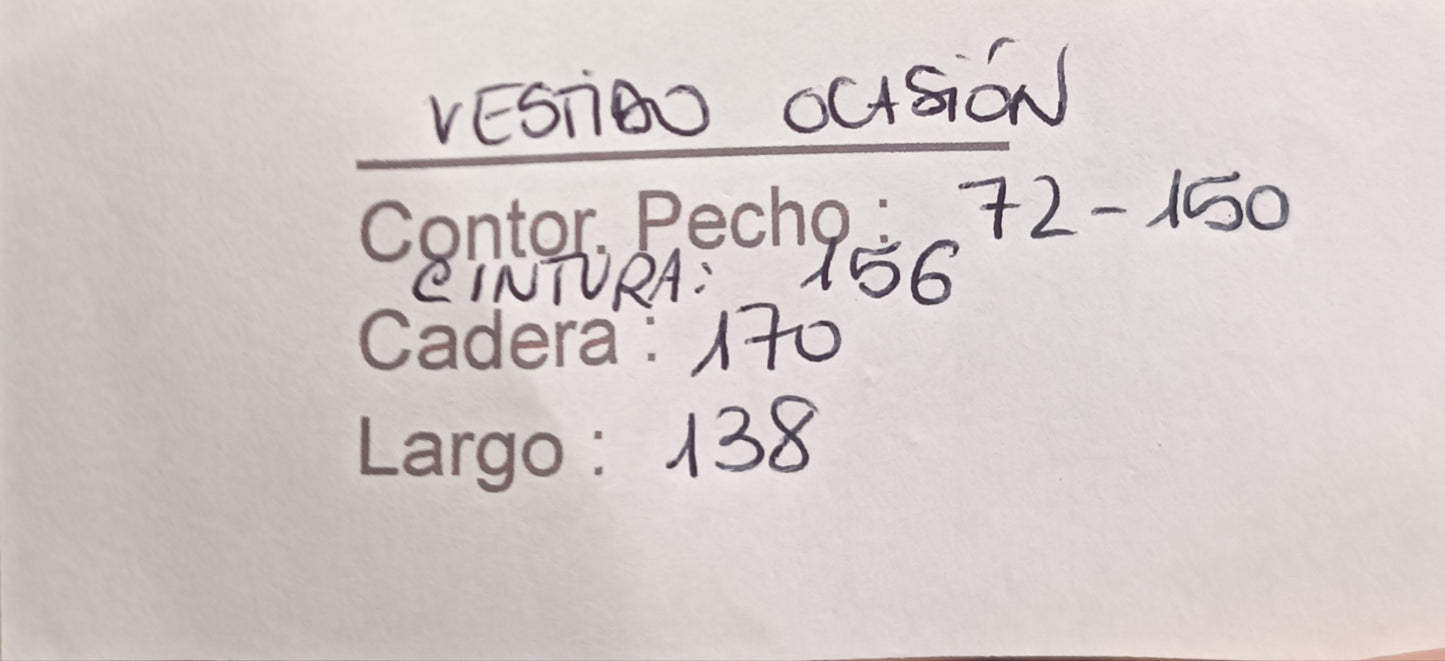 VESTIDO OCASIÓN
Contor. Pecho : 72-150
CINTURA: 156
Cadera : 170
Largo : 138